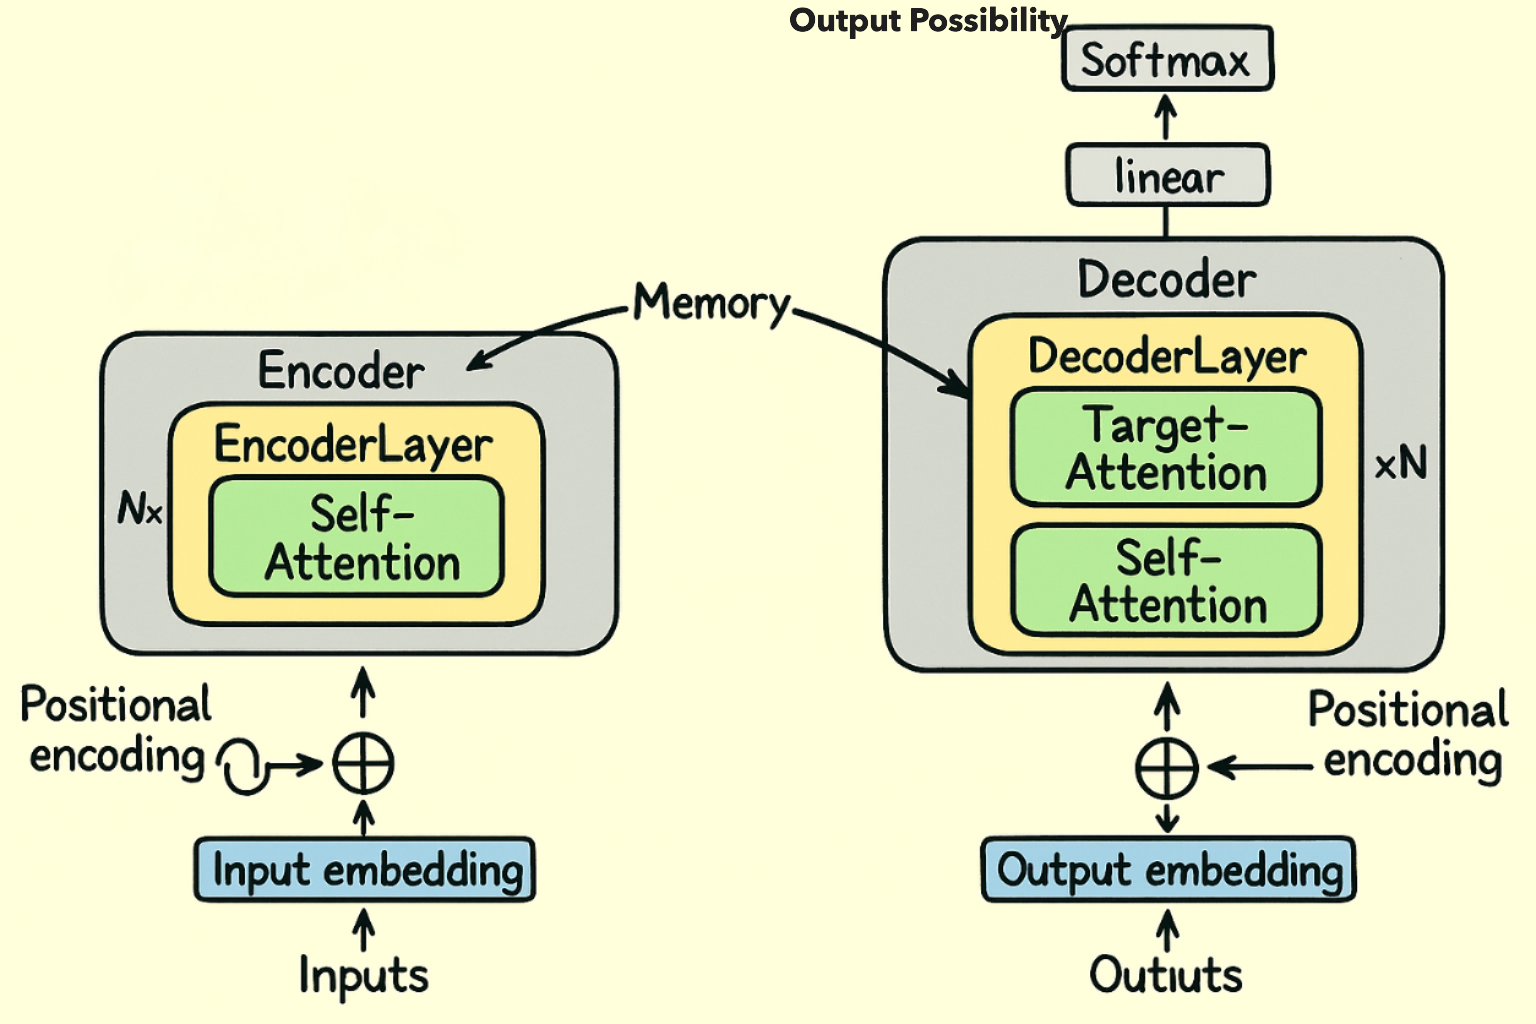 Output Possibility
Softmax
linear
Decoder
Memory
DecoderLayer
Target-
Attention
xN
Self-
Attention
Encoder
EncoderLayer
Nx
Self-
Attention
Positional
encoding
Positional
encoding
Input embedding
Output embedding
Inputs
Outıuts